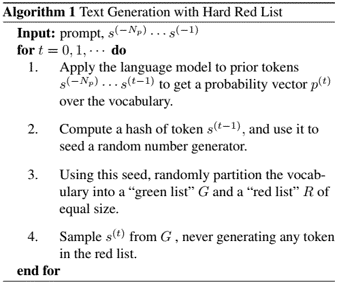 Algorithm 1 Text Generation with Hard Red List
Input: prompt, s^(−N_p) ⋯ s^(−1)
for t = 0, 1, ⋯ do
1. Apply the language model to prior tokens
s^(−N_p) ⋯ s^(t−1) to get a probability vector p^(t)
over the vocabulary.
2. Compute a hash of token s^(t−1), and use it to
seed a random number generator.
3. Using this seed, randomly partition the vocab-
ulary into a “green list” G and a “red list” R of
equal size.
4. Sample s^(t) from G , never generating any token
in the red list.
end for